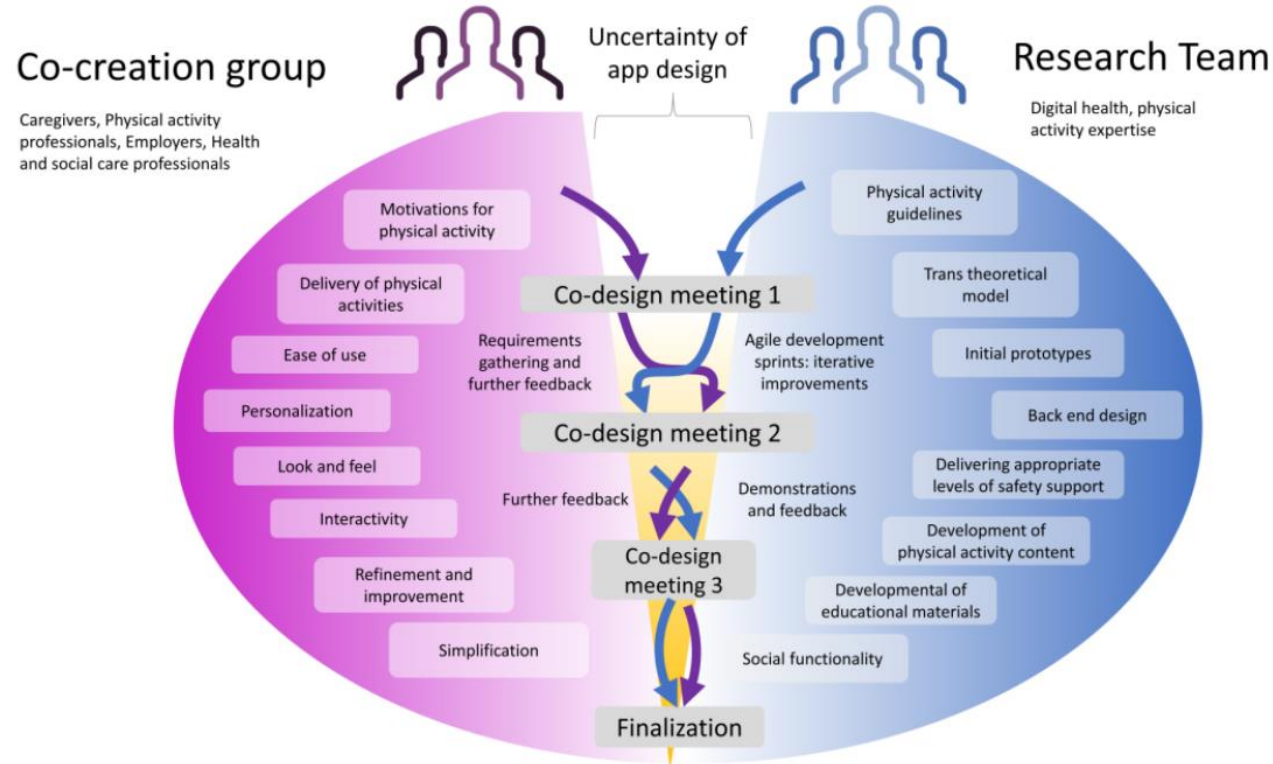 Co-creation group
Caregivers, Physical activity
professionals, Employers, Health
and social care professionals
Uncertainty of
app design
Research Team
Digital health, physical
activity expertise
Motivations for
physical activity
Delivery of physical
activities
Ease of use
Personalization
Look and feel
Interactivity
Refinement and
improvement
Simplification
Co-design meeting 1
Requirements
gathering and
further feedback
Agile development
sprints: iterative
improvements
Co-design meeting 2
Further feedback
Demonstrations
and feedback
Co-design
meeting 3
Finalization
Physical activity
guidelines
Trans theoretical
model
Initial prototypes
Back end design
Delivering appropriate
levels of safety support
Development of
physical activity content
Developmental of
educational materials
Social functionality